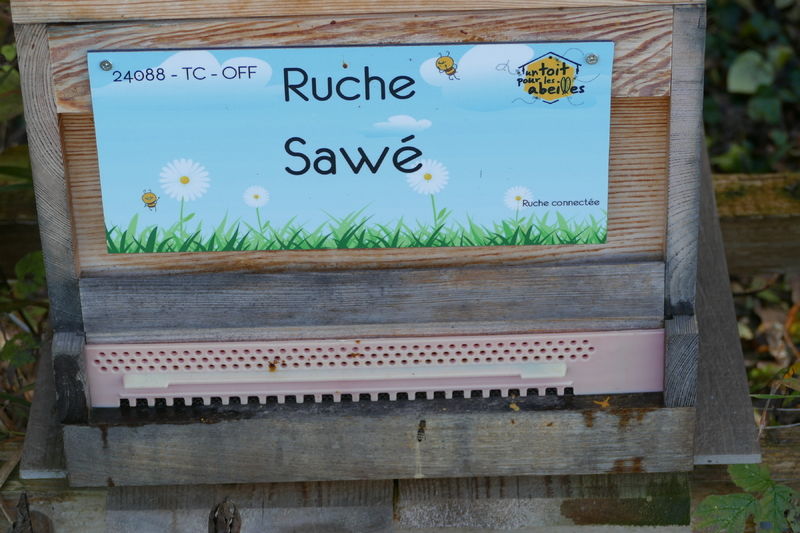 24088 - TC - OFF
Ruche
Sawé
un toit
pour les
abeilles
Ruche connectée